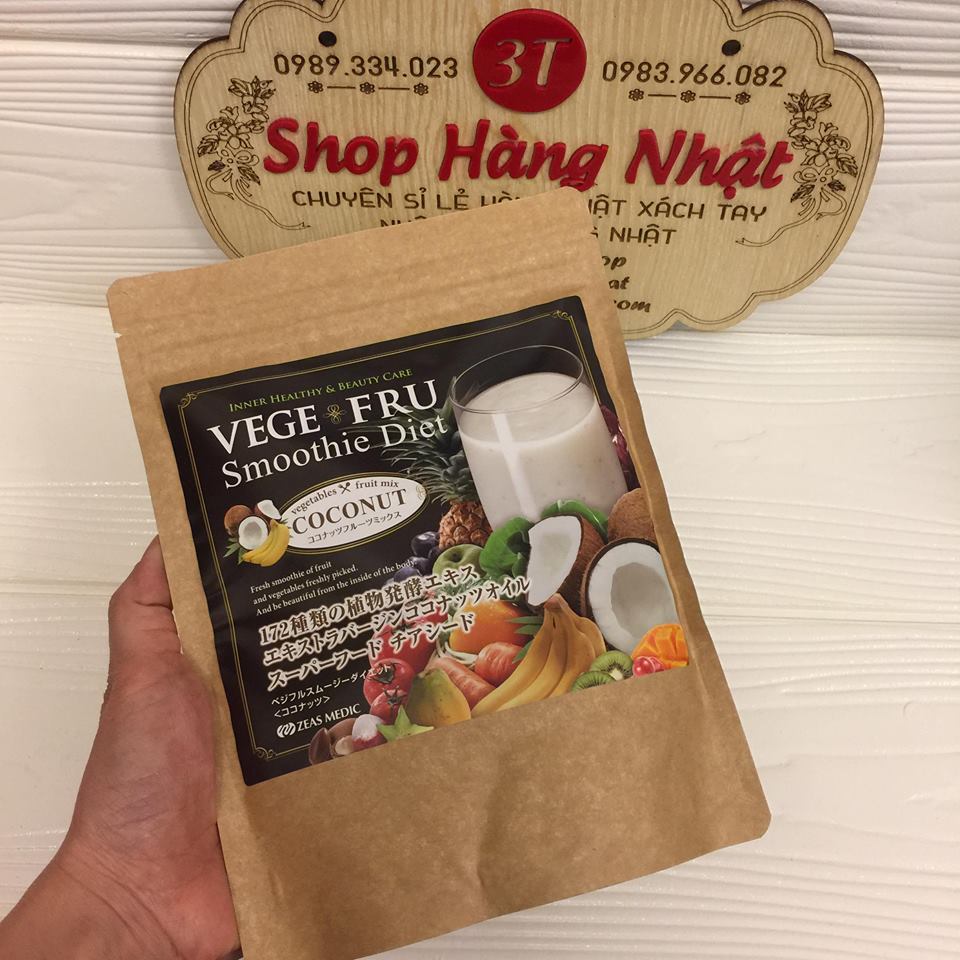 0989.334.023 3T 0983.966.082
Shop Hàng Nhật
CHUYÊN SỈ LẺ XÁCH TAY
NHẬT
INNER HEALTHY & BEAUTY CARE
VEGE FRU
Smoothie Diet
vegetables fruit mix
COCONUT
ココナッツフルーツミックス
Fresh smoothie of fruit
and vegetables freshly picked.
And be beautiful from the inside of the body.
172種類の植物発酵エキス
エキストラバージンココナッツオイル
スーパーフード チアシード
ベジフルスムージーダイエット
<ココナッツ>
ZEAS MEDIC